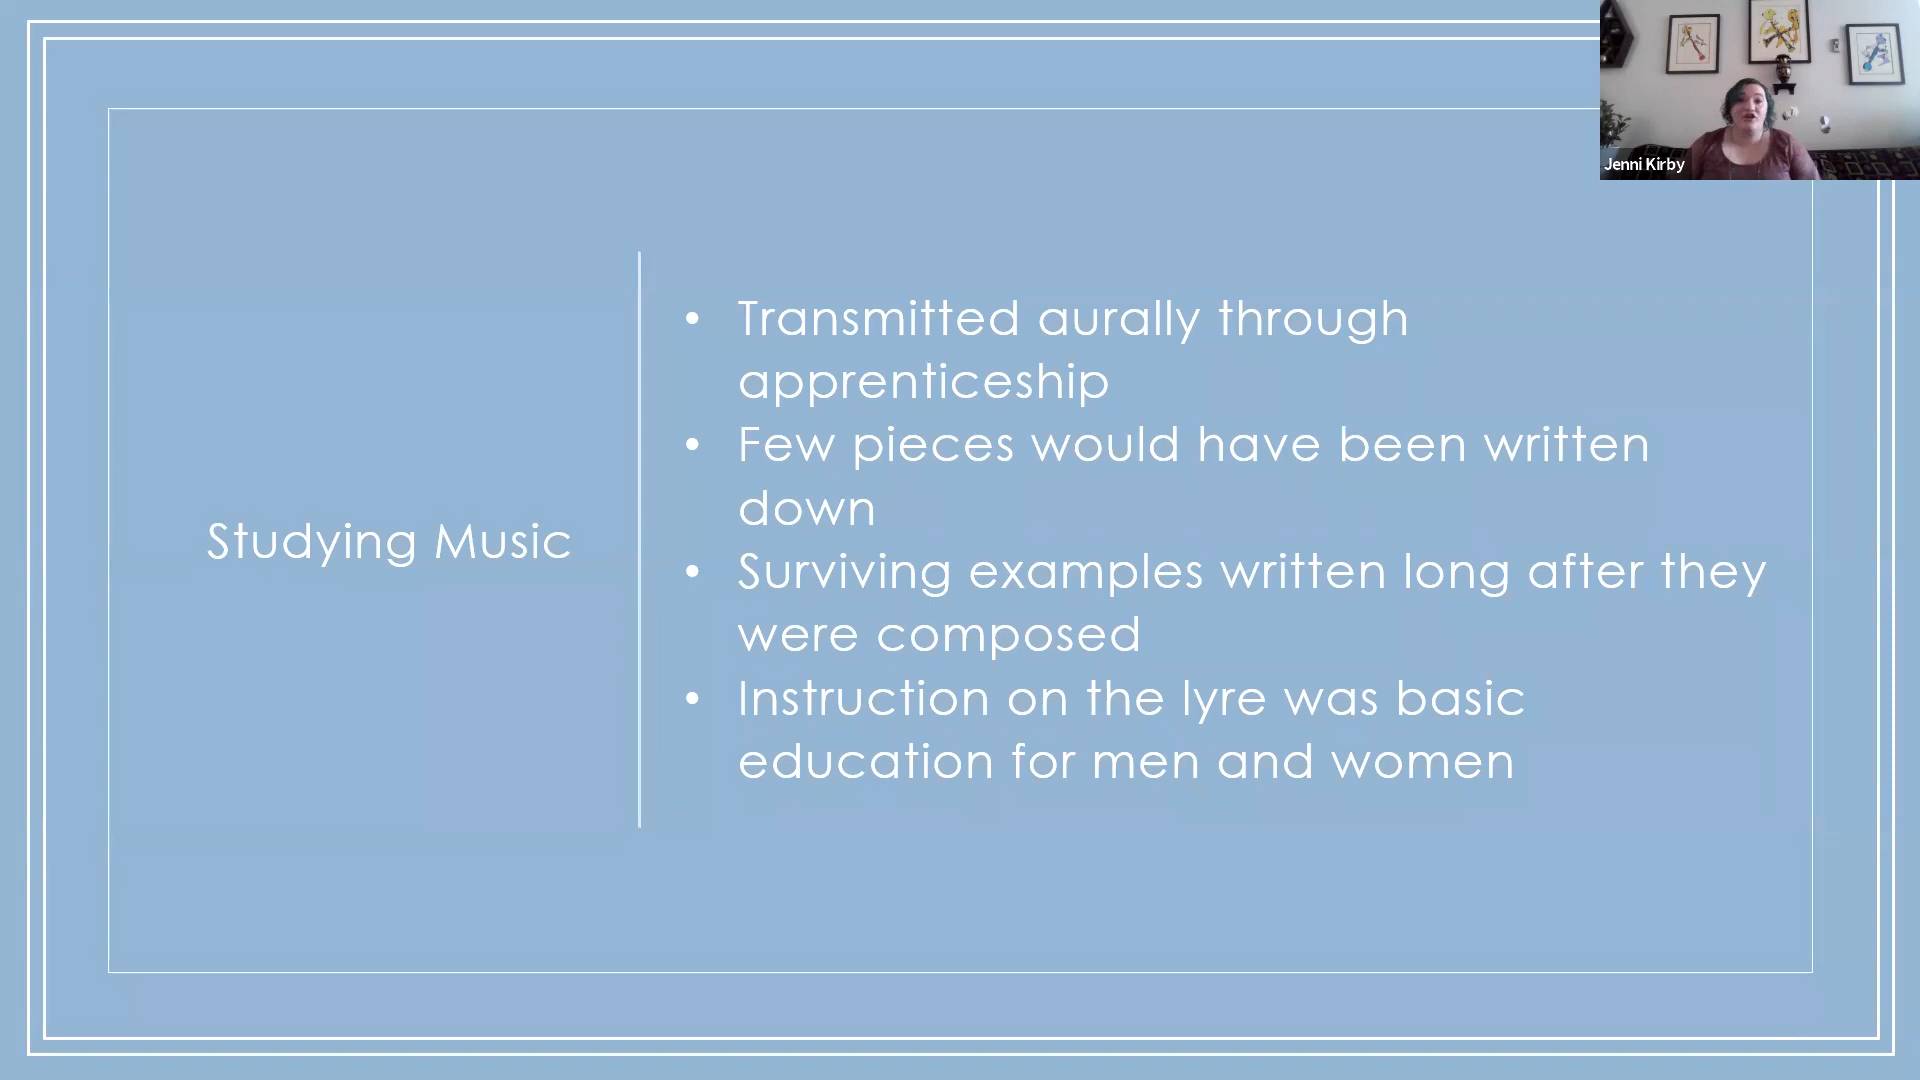 Jenni Kirby
Studying Music
• Transmitted aurally through
apprenticeship
• Few pieces would have been written
down
• Surviving examples written long after they
were composed
• Instruction on the lyre was basic
education for men and women